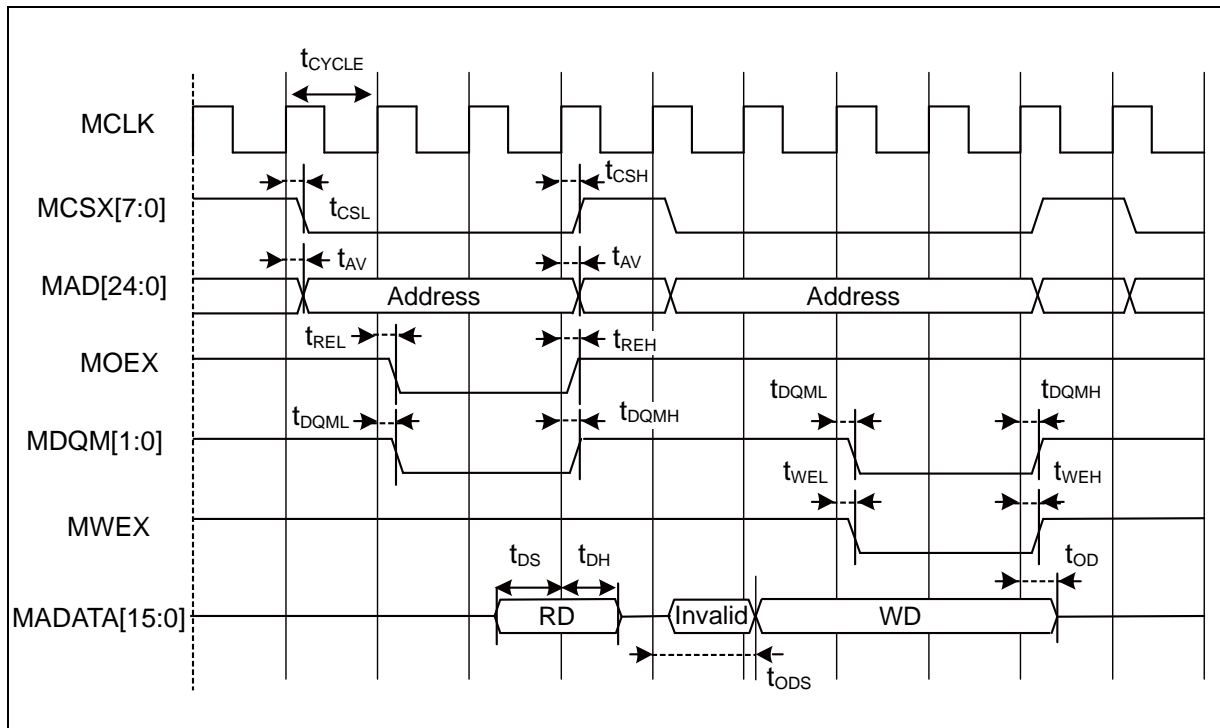 tCYCLE
MCLK
tCSH
MCSX[7:0]
tCSL
tAV
tAV
MAD[24:0]
Address
Address
tREL
tREH
MOEX
tDQML
tDQMH
tDQML
tDQMH
MDQM[1:0]
tWEL
tWEH
MWEX
tDS
tDH
tOD
MADATA[15:0]
RD
Invalid
WD
tODS